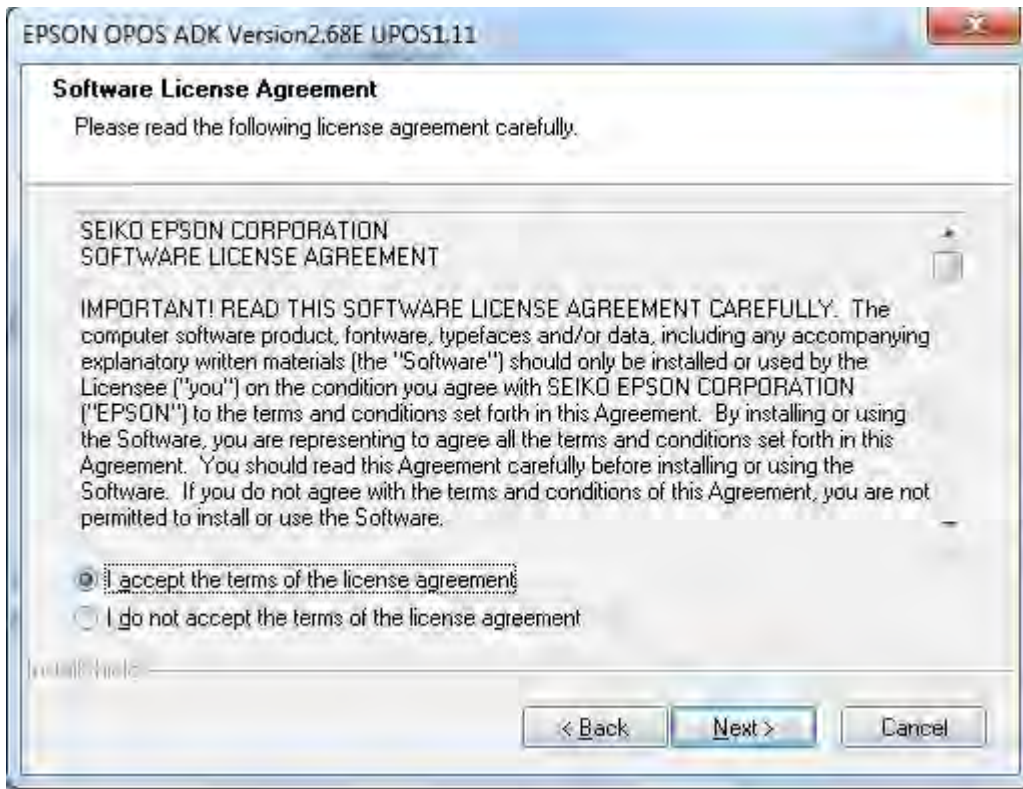 EPSON OPOS ADK Version2.68E UPOS1.11
Software License Agreement
Please read the following license agreement carefully.
SEIKO EPSON CORPORATION
SOFTWARE LICENSE AGREEMENT
IMPORTANT! READ THIS SOFTWARE LICENSE AGREEMENT CAREFULLY. The
computer software product, fontware, typefaces and/or data, including any accompanying
explanatory written materials (the "Software") should only be installed or used by the
Licensee ("you") on the condition you agree with SEIKO EPSON CORPORATION
("EPSON") to the terms and conditions set forth in this Agreement. By installing or using
the Software, you are representing to agree all the terms and conditions set forth in this
Agreement. You should read this Agreement carefully before installing or using the
Software. If you do not agree with the terms and conditions of this Agreement, you are not
permitted to install or use the Software.
I accept the terms of the license agreement
I do not accept the terms of the license agreement
InstallShield
< Back
Next >
Cancel